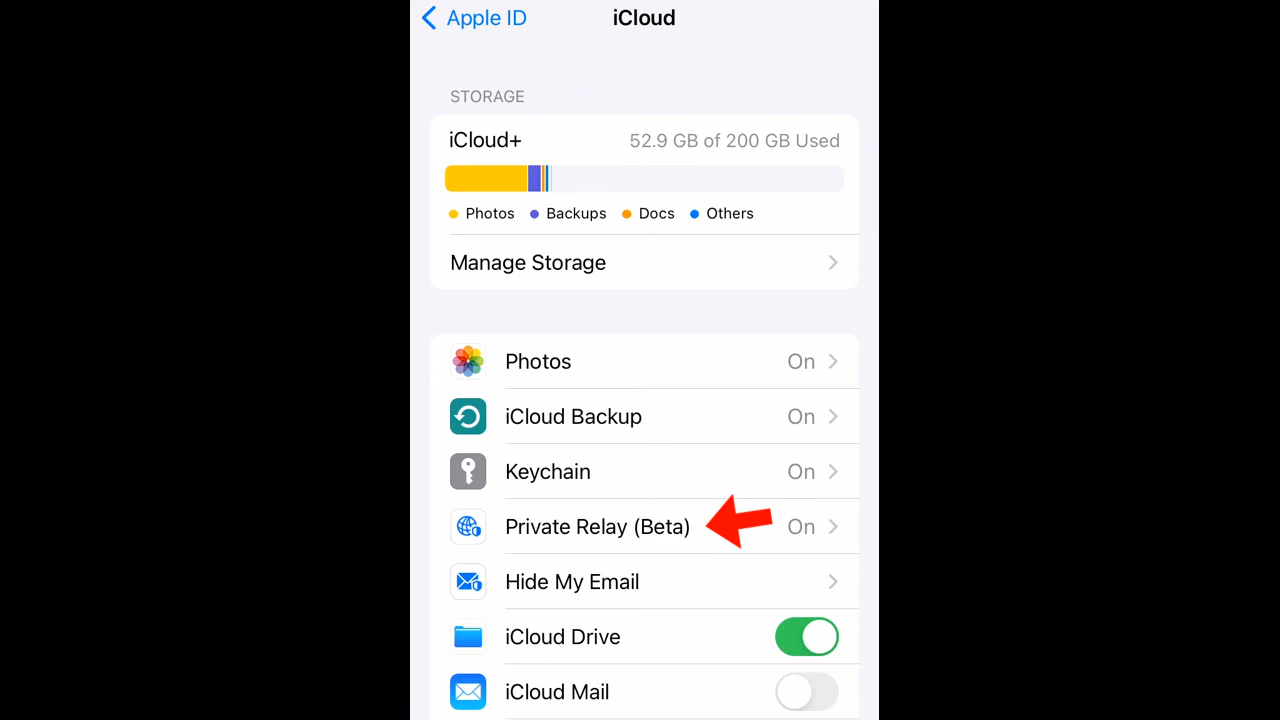 Apple ID
iCloud
STORAGE
iCloud+ 52.9 GB of 200 GB Used
Photos Backups Docs Others
Manage Storage
Photos On
iCloud Backup On
Keychain On
Private Relay (Beta) On
Hide My Email
iCloud Drive
iCloud Mail